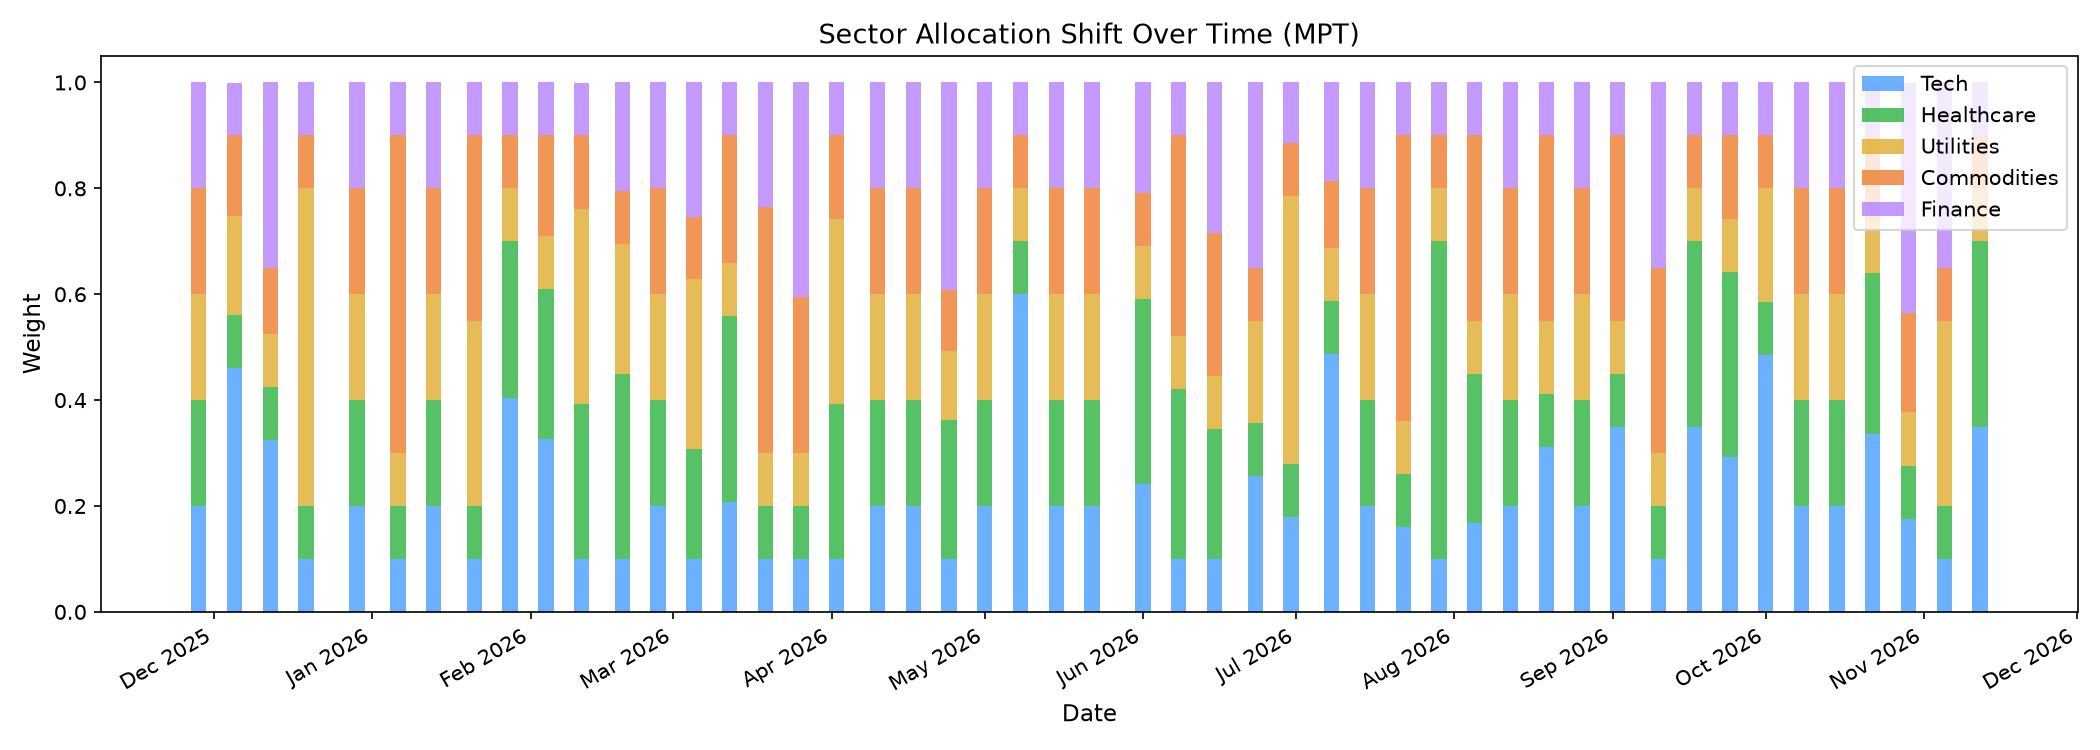 Sector Allocation Shift Over Time (MPT)
1.0
0.8
0.6
0.4
0.2
0.0
Weight
Tech
Healthcare
Utilities
Commodities
Finance
Dec 2025
Jan 2026
Feb 2026
Mar 2026
Apr 2026
May 2026
Jun 2026
Jul 2026
Aug 2026
Sep 2026
Oct 2026
Nov 2026
Dec 2026
Date